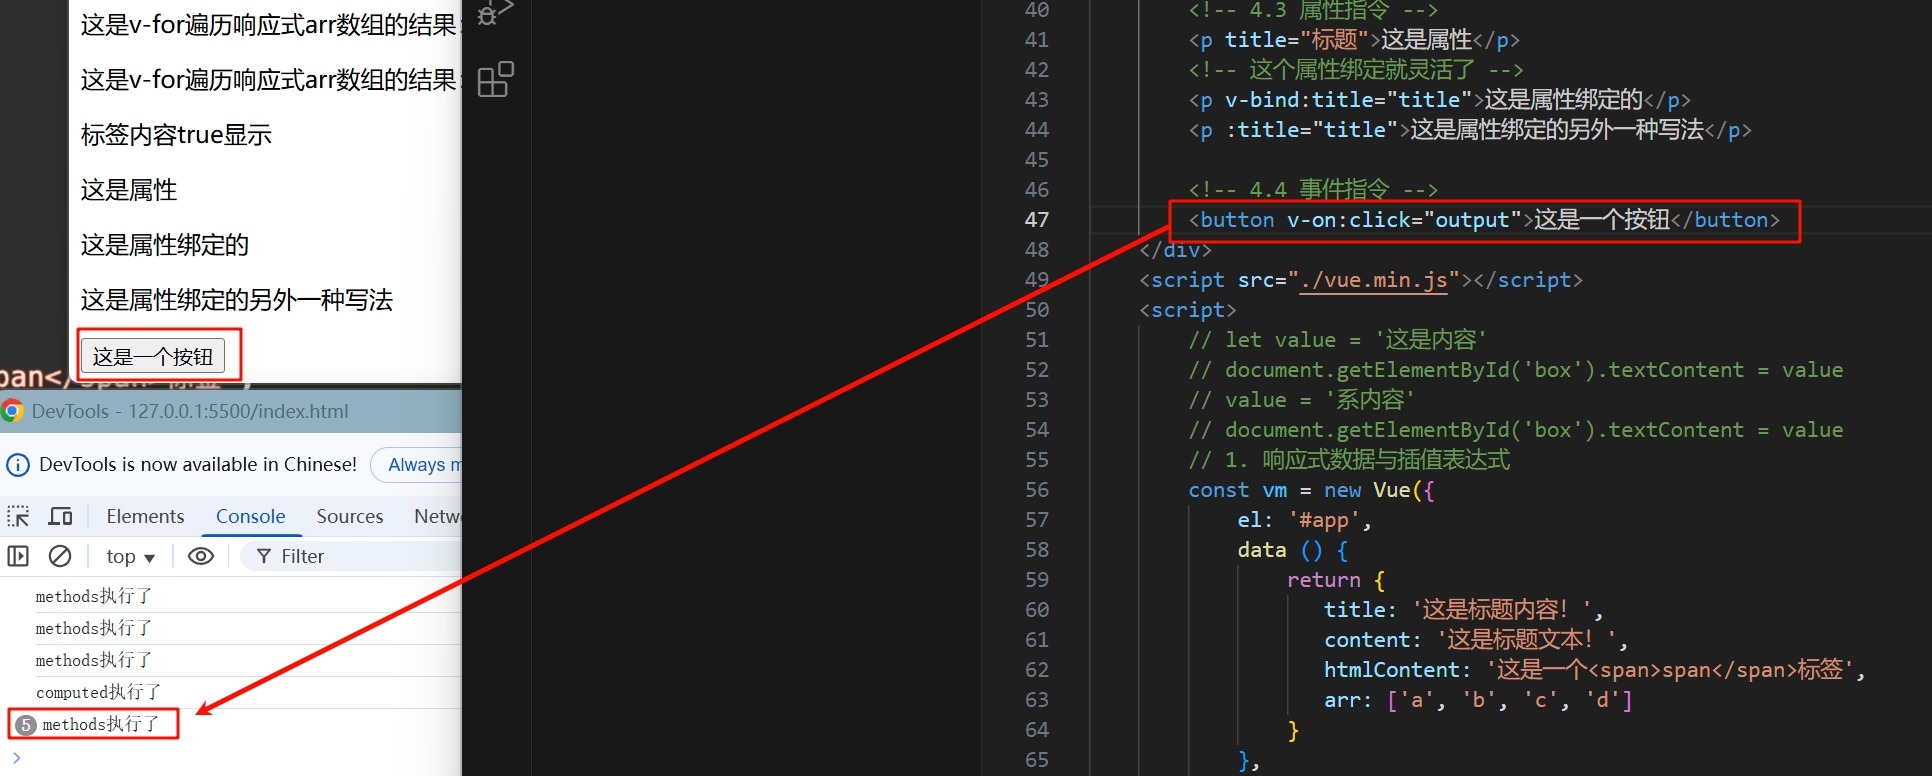 这是v-for遍历响应式arr数组的结果
这是v-for遍历响应式arr数组的结果
标签内容true显示
这是属性
这是属性绑定的
这是属性绑定的另外一种写法
这是一个按钮
DevTools - 127.0.0.1:5500/index.html
DevTools is now available in Chinese!
Always m
Elements Console Sources Netw
top Filter
methods执行了
methods执行了
methods执行了
computed执行了
5 methods执行了
>
40 <!-- 4.3 属性指令 -->
41 <p title="标题">这是属性</p>
42 <!-- 这个属性绑定就灵活了 -->
43 <p v-bind:title="title">这是属性绑定的</p>
44 <p :title="title">这是属性绑定的另外一种写法</p>
45
46 <!-- 4.4 事件指令 -->
47 <button v-on:click="output">这是一个按钮</button>
48 </div>
49 <script src="./vue.min.js"></script>
50 <script>
51 // let value = '这是内容'
52 // document.getElementById('box').textContent = value
53 // value = '系内容'
54 // document.getElementById('box').textContent = value
55 // 1. 响应式数据与插值表达式
56 const vm = new Vue({
57 el: '#app',
58 data () {
59 return {
60 title: '这是标题内容！',
61 content: '这是标题文本！',
62 htmlContent: '这是一个<span>span</span>标签',
63 arr: ['a', 'b', 'c', 'd']
64 }
65 },